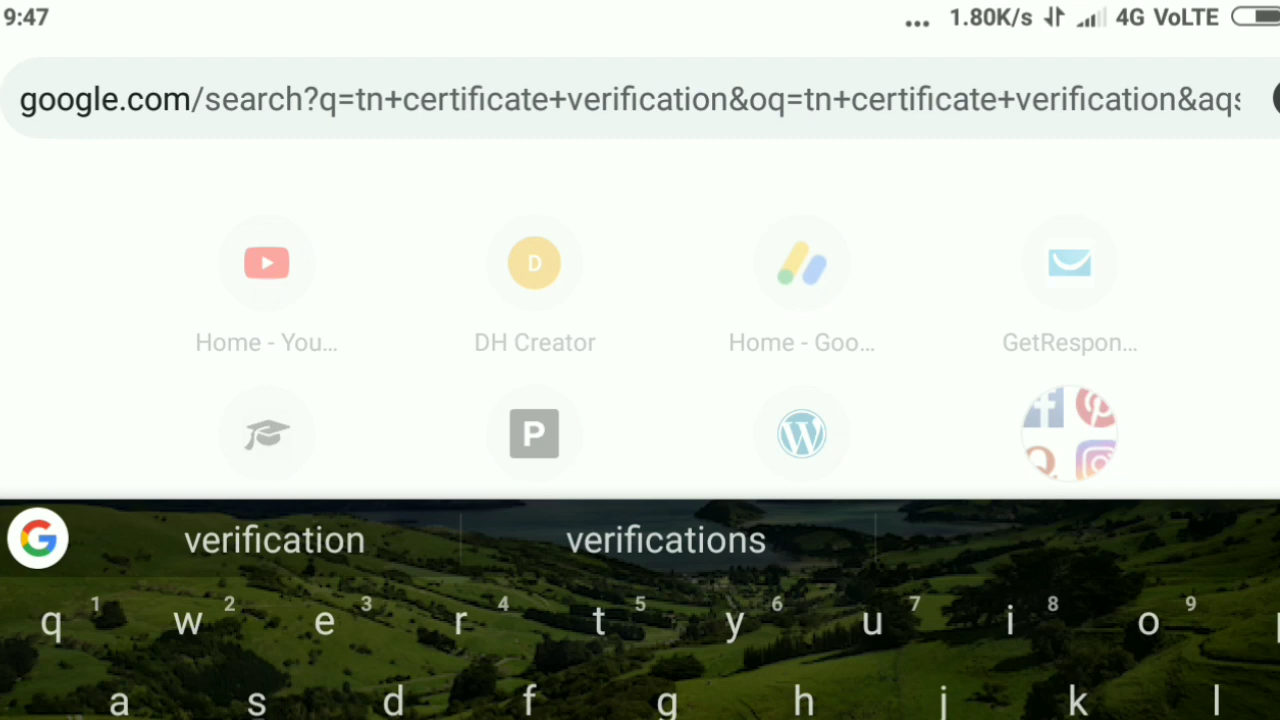 9:47 ... 1.80K/s 4G VoLTE
google.com/search?q=tn+certificate+verification&oq=tn+certificate+verification&aqs
Home - You... DH Creator Home - Goo... GetRespon...
P
verification verifications
q 1 w 2 e 3 r 4 t 5 y 6 u 7 i 8 o 9
a s d f g h j k l